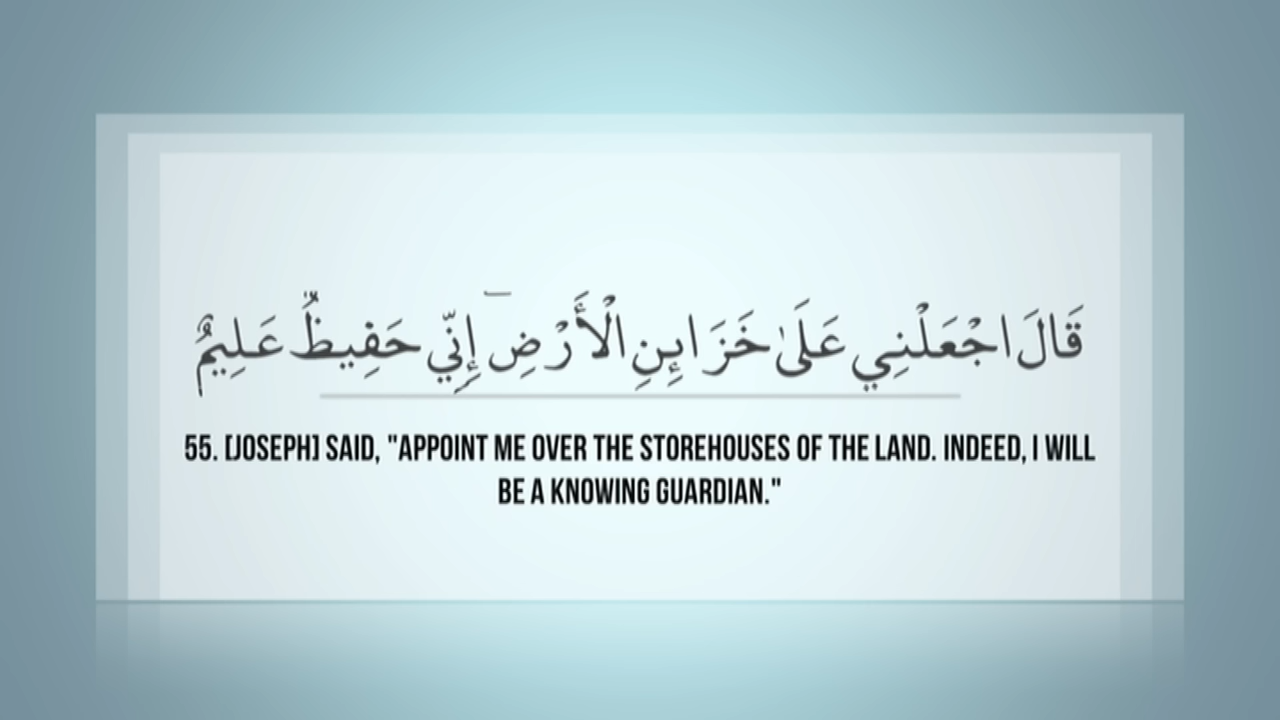 قَالَ اجْعَلْنِي عَلَىٰ خَزَايِٕنِ الْأَرْضِ ۖ إِنِّي حَفِيظٌ عَلِيمٌ
55. [JOSEPH] SAID, "APPOINT ME OVER THE STOREHOUSES OF THE LAND. INDEED, I WILL
BE A KNOWING GUARDIAN."